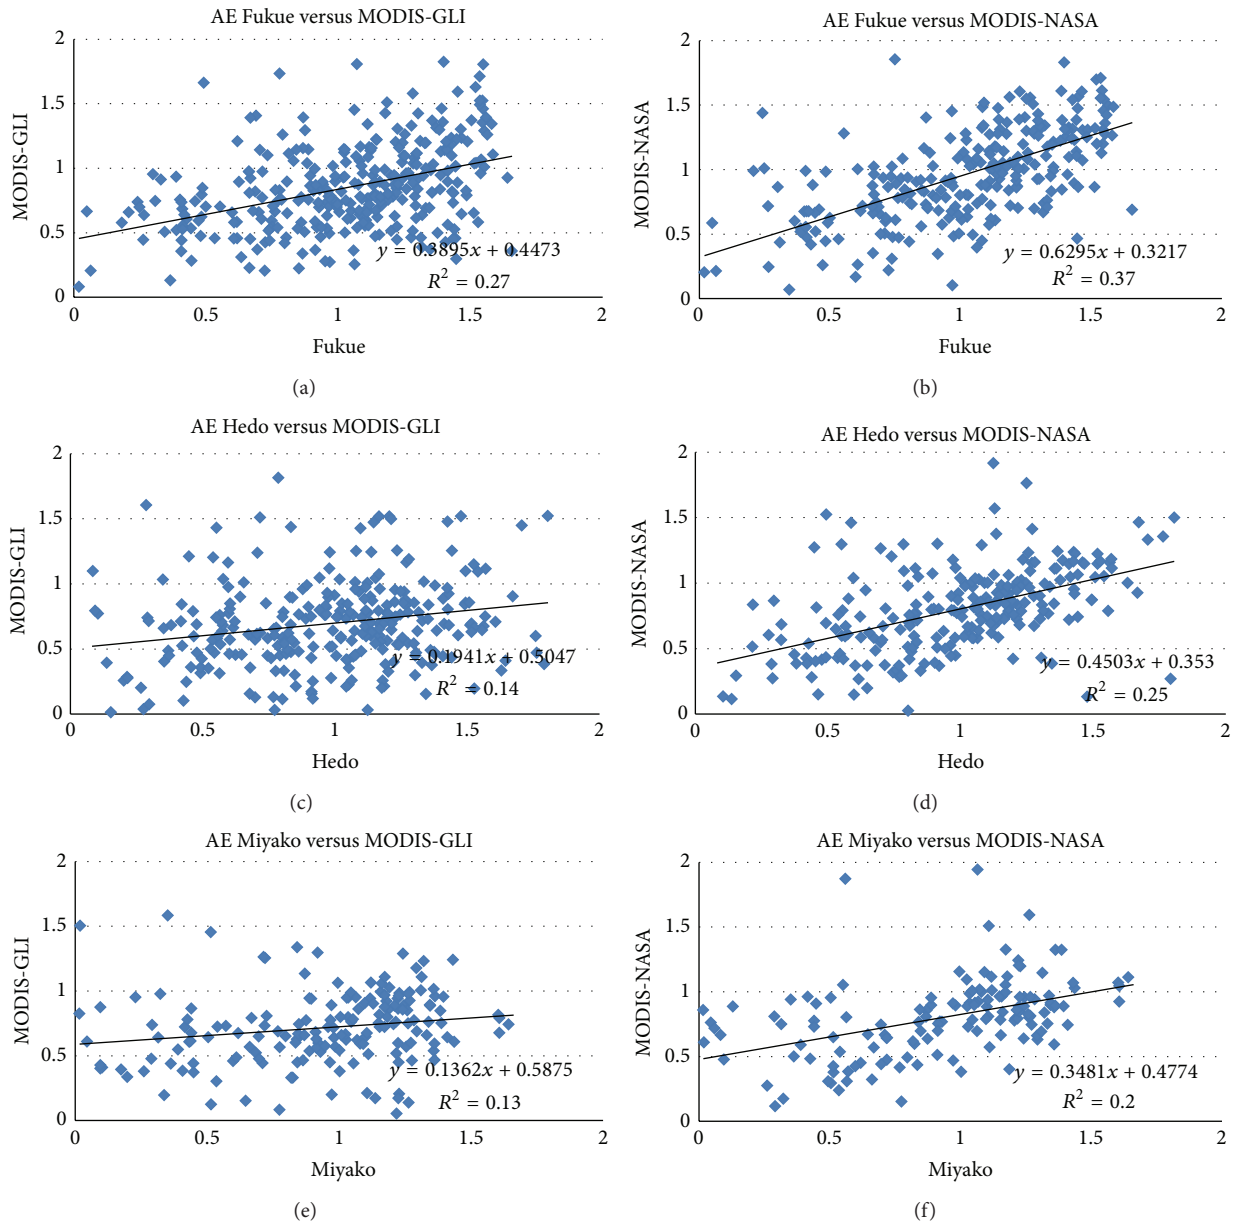 AE Fukue versus MODIS-GLI
MODIS-GLI
2
1.5
1
0.5
0
0 0.5 1 1.5 2
y = 0.3895x + 0.4473
R² = 0.27
Fukue
(a)
AE Fukue versus MODIS-NASA
MODIS-NASA
2
1.5
1
0.5
0
0 0.5 1 1.5 2
y = 0.6295x + 0.3217
R² = 0.37
Fukue
(b)
AE Hedo versus MODIS-GLI
MODIS-GLI
2
1.5
1
0.5
0
0 0.5 1 1.5 2
y = 0.1941x + 0.5047
R² = 0.14
Hedo
(c)
AE Hedo versus MODIS-NASA
MODIS-NASA
2
1.5
1
0.5
0
0 0.5 1 1.5 2
y = 0.4503x + 0.353
R² = 0.25
Hedo
(d)
AE Miyako versus MODIS-GLI
MODIS-GLI
2
1.5
1
0.5
0
0 0.5 1 1.5 2
y = 0.1362x + 0.5875
R² = 0.13
Miyako
(e)
AE Miyako versus MODIS-NASA
MODIS-NASA
2
1.5
1
0.5
0
0 0.5 1 1.5 2
y = 0.3481x + 0.4774
R² = 0.2
Miyako
(f)